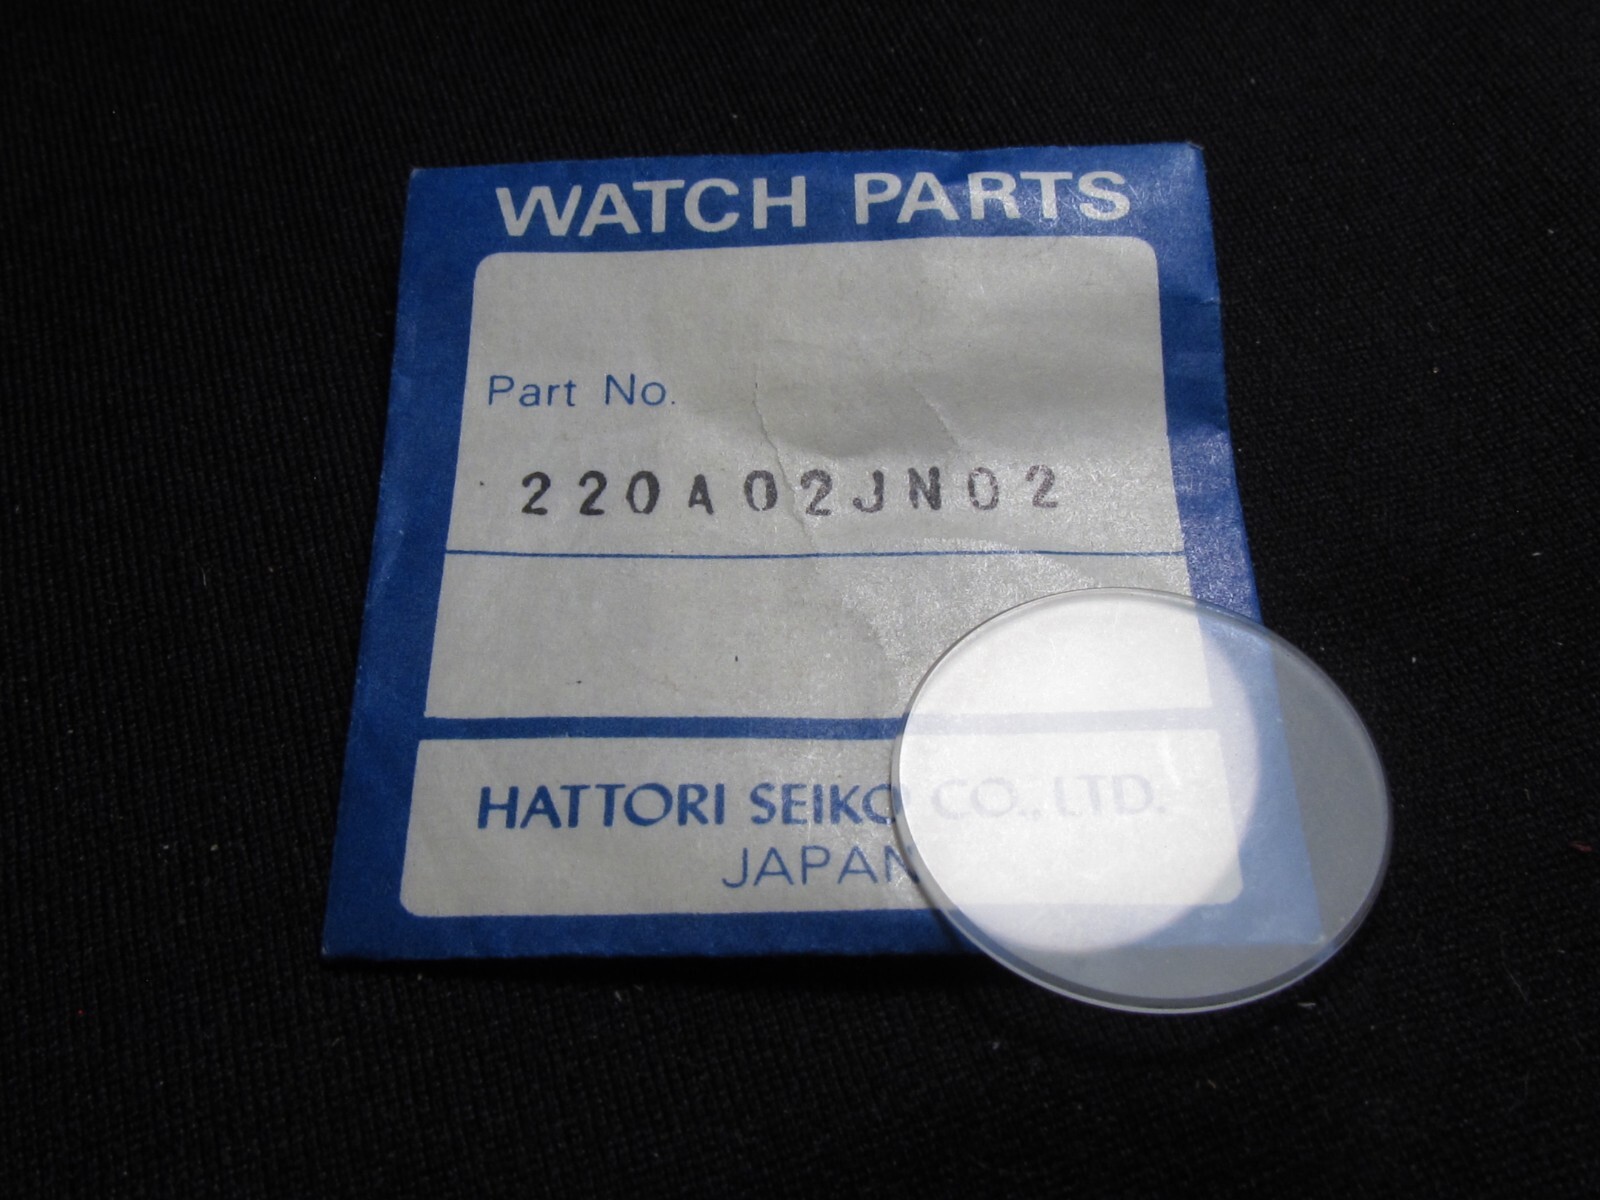 WATCH PARTS
Part No.
220A02JN02
HATTORI SEIKO CO., LTD.
JAPAN